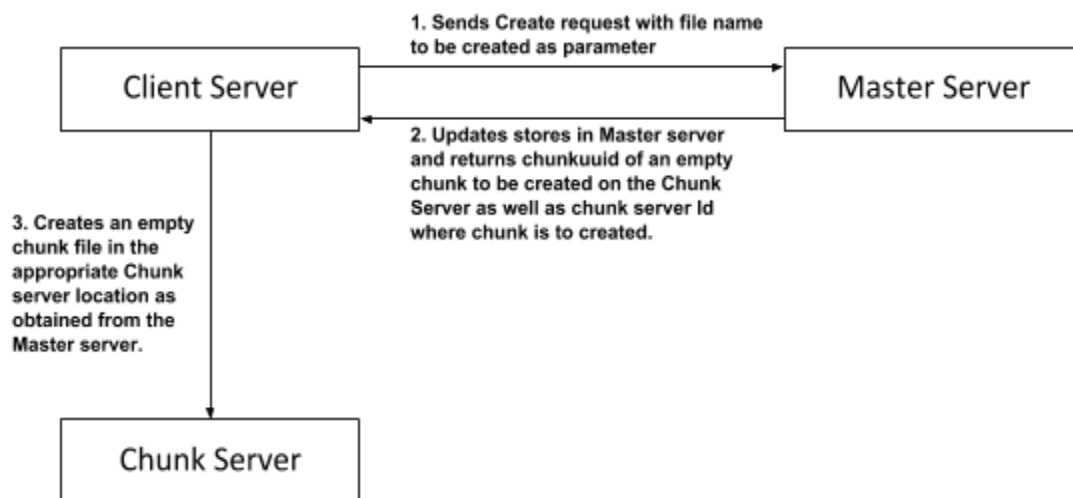 1. Sends Create request with file name
to be created as parameter
Client Server
Master Server
2. Updates stores in Master server
and returns chunkuuid of an empty
chunk to be created on the Chunk
Server as well as chunk server Id
where chunk is to created.
3. Creates an empty
chunk file in the
appropriate Chunk
server location as
obtained from the
Master server.
Chunk Server